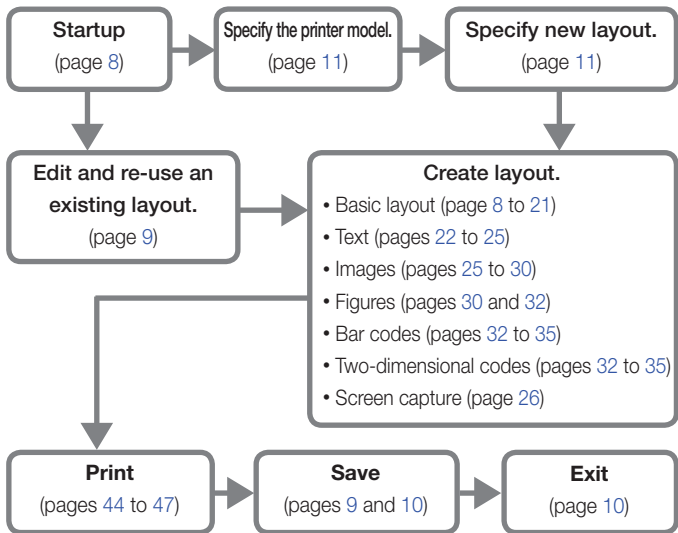 Startup
(page 8)
Specify the printer model.
(page 11)
Specify new layout.
(page 11)
Edit and re-use an
existing layout.
(page 9)
Create layout.
• Basic layout (page 8 to 21)
• Text (pages 22 to 25)
• Images (pages 25 to 30)
• Figures (pages 30 and 32)
• Bar codes (pages 32 to 35)
• Two-dimensional codes (pages 32 to 35)
• Screen capture (page 26)
Print
(pages 44 to 47)
Save
(pages 9 and 10)
Exit
(page 10)